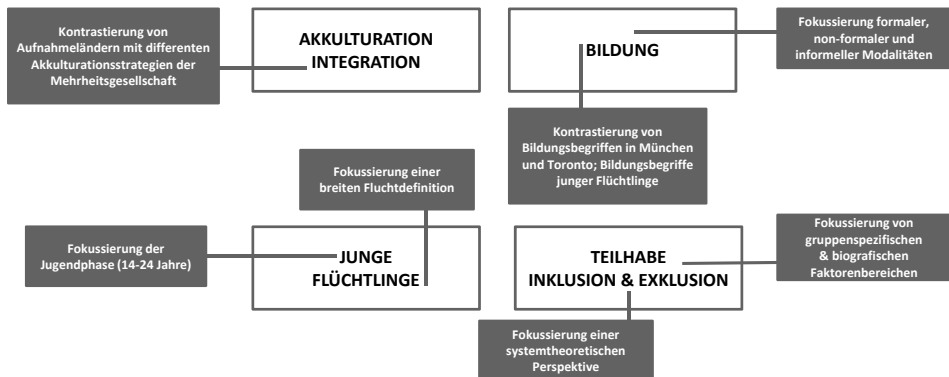 Kontrastierung von
Aufnahmeländern mit differenten
Akkulturationsstrategien der
Mehrheitsgesellschaft
AKKULTURATION
INTEGRATION
BILDUNG
Fokussierung formaler,
non-formaler und
informeller Modalitäten
Kontrastierung von
Bildungsbegriffen in München
und Toronto; Bildungsbegriffe
junger Flüchtlinge
Fokussierung einer
breiten Fluchtdefinition
Fokussierung der
Jugendphase (14-24 Jahre)
JUNGE
FLÜCHTLINGE
TEILHABE
INKLUSION & EXKLUSION
Fokussierung von
gruppenspezifischen
& biografischen
Faktorenbereichen
Fokussierung einer
systemtheoretischen
Perspektive